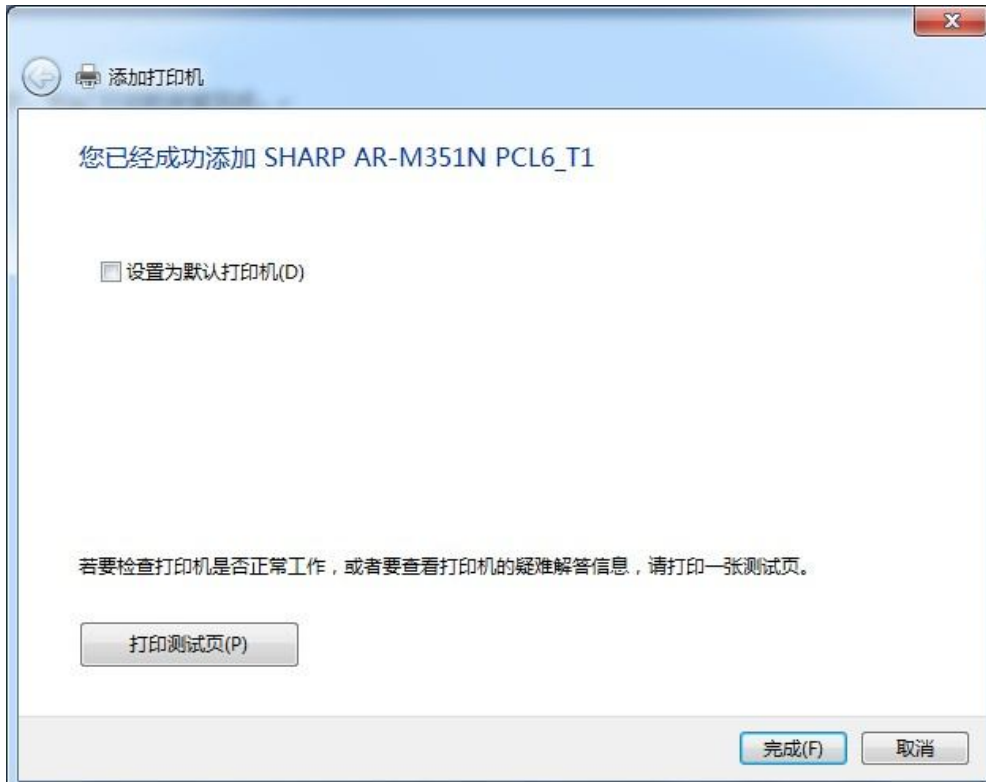 添加打印机
您已经成功添加 SHARP AR-M351N PCL6_T1
设置为默认打印机(D)
若要检查打印机是否正常工作，或者要查看打印机的疑难解答信息，请打印一张测试页。
打印测试页(P)
完成(F)
取消